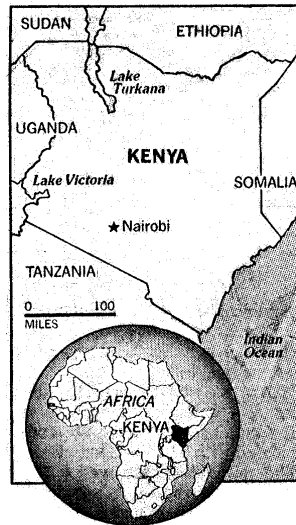 SUDAN
ETHIOPIA
Lake
Turkana
UGANDA
KENYA
Lake Victoria
SOMALIA
Nairobi
TANZANIA
0 100
MILES
Indian
Ocean
AFRICA
KENYA